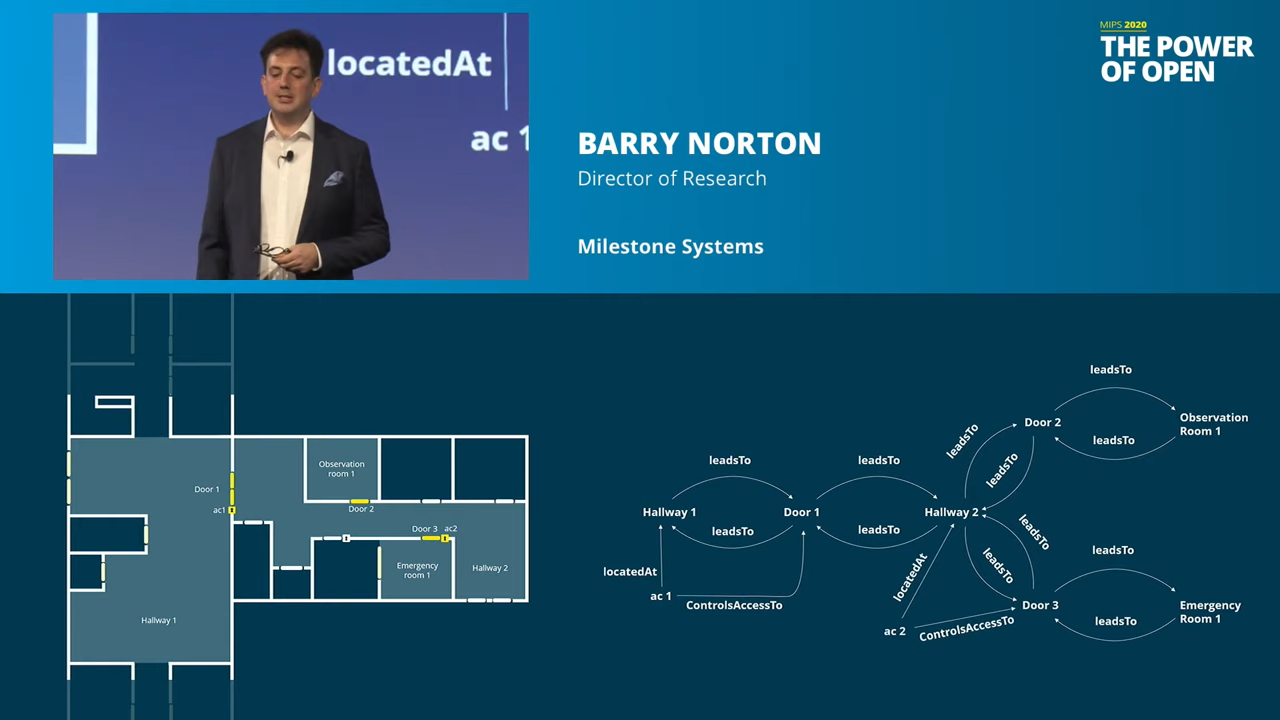 locatedAt
ac 1
MIPS 2020
THE POWER
OF OPEN
BARRY NORTON
Director of Research
Milestone Systems
Observation
room 1
Door 1
ac1
Door 2
Door 3
ac2
Emergency
room 1
Hallway 2
Hallway 1
leadsTo
leadsTo
Door 2
Observation
Room 1
leadsTo
leadsTo
leadsTo
leadsTo
leadsTo
Hallway 1
Door 1
Hallway 2
leadsTo
leadsTo
leadsTo
leadsTo
leadsTo
locatedAt
locatedAt
ac 1
ControlsAccessTo
Door 3
Emergency
Room 1
leadsTo
ac 2
ControlsAccessTo